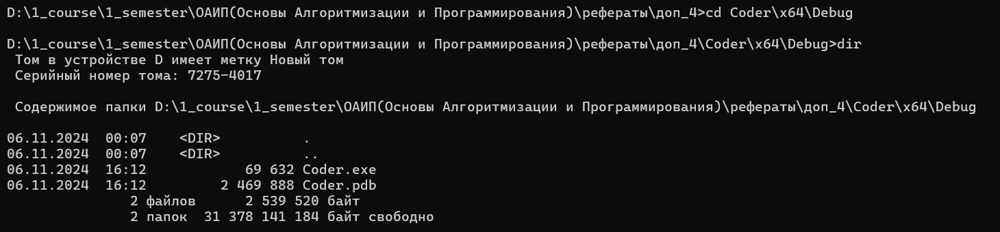 D:\1_course\1_semester\ОАИП(Основы Алгоритмизации и Программирования)\рефераты\доп_4>cd Coder\x64\Debug
D:\1_course\1_semester\ОАИП(Основы Алгоритмизации и Программирования)\рефераты\доп_4\Coder\x64\Debug>dir
Том в устройстве D имеет метку Новый том
Серийный номер тома: 7275-4017
Содержимое папки D:\1_course\1_semester\ОАИП(Основы Алгоритмизации и Программирования)\рефераты\доп_4\Coder\x64\Debug
06.11.2024  00:07    <DIR>          .
06.11.2024  00:07    <DIR>          ..
06.11.2024  16:12            69 632 Coder.exe
06.11.2024  16:12         2 469 888 Coder.pdb
2 файлов      2 539 520 байт
2 папок  31 378 141 184 байт свободно